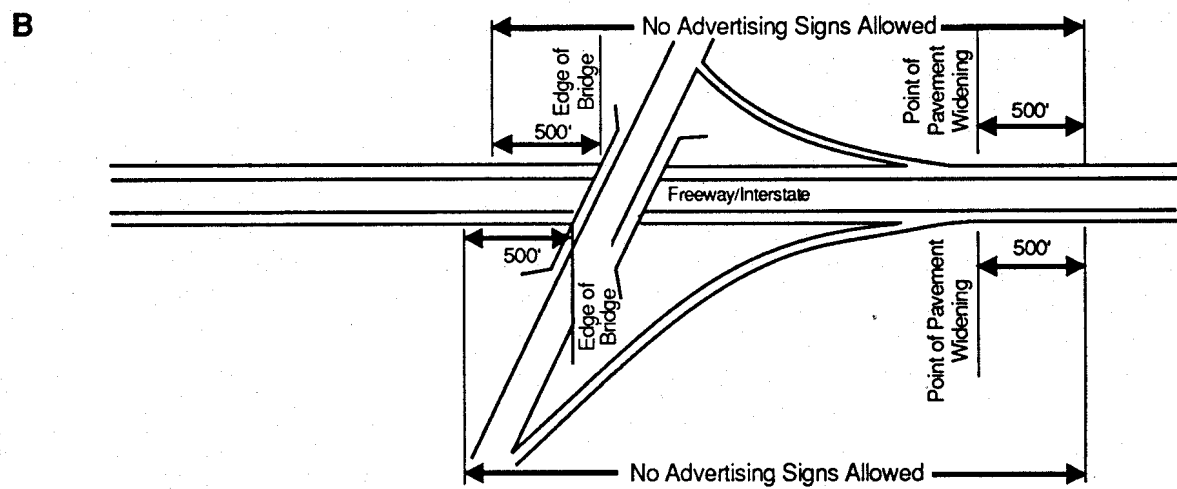 B
No Advertising Signs Allowed
Edge of
Bridge
Point of
Pavement
Widening
500'
500'
Freeway/Interstate
500'
500'
Edge of
Bridge
Point of Pavement
Widening
No Advertising Signs Allowed